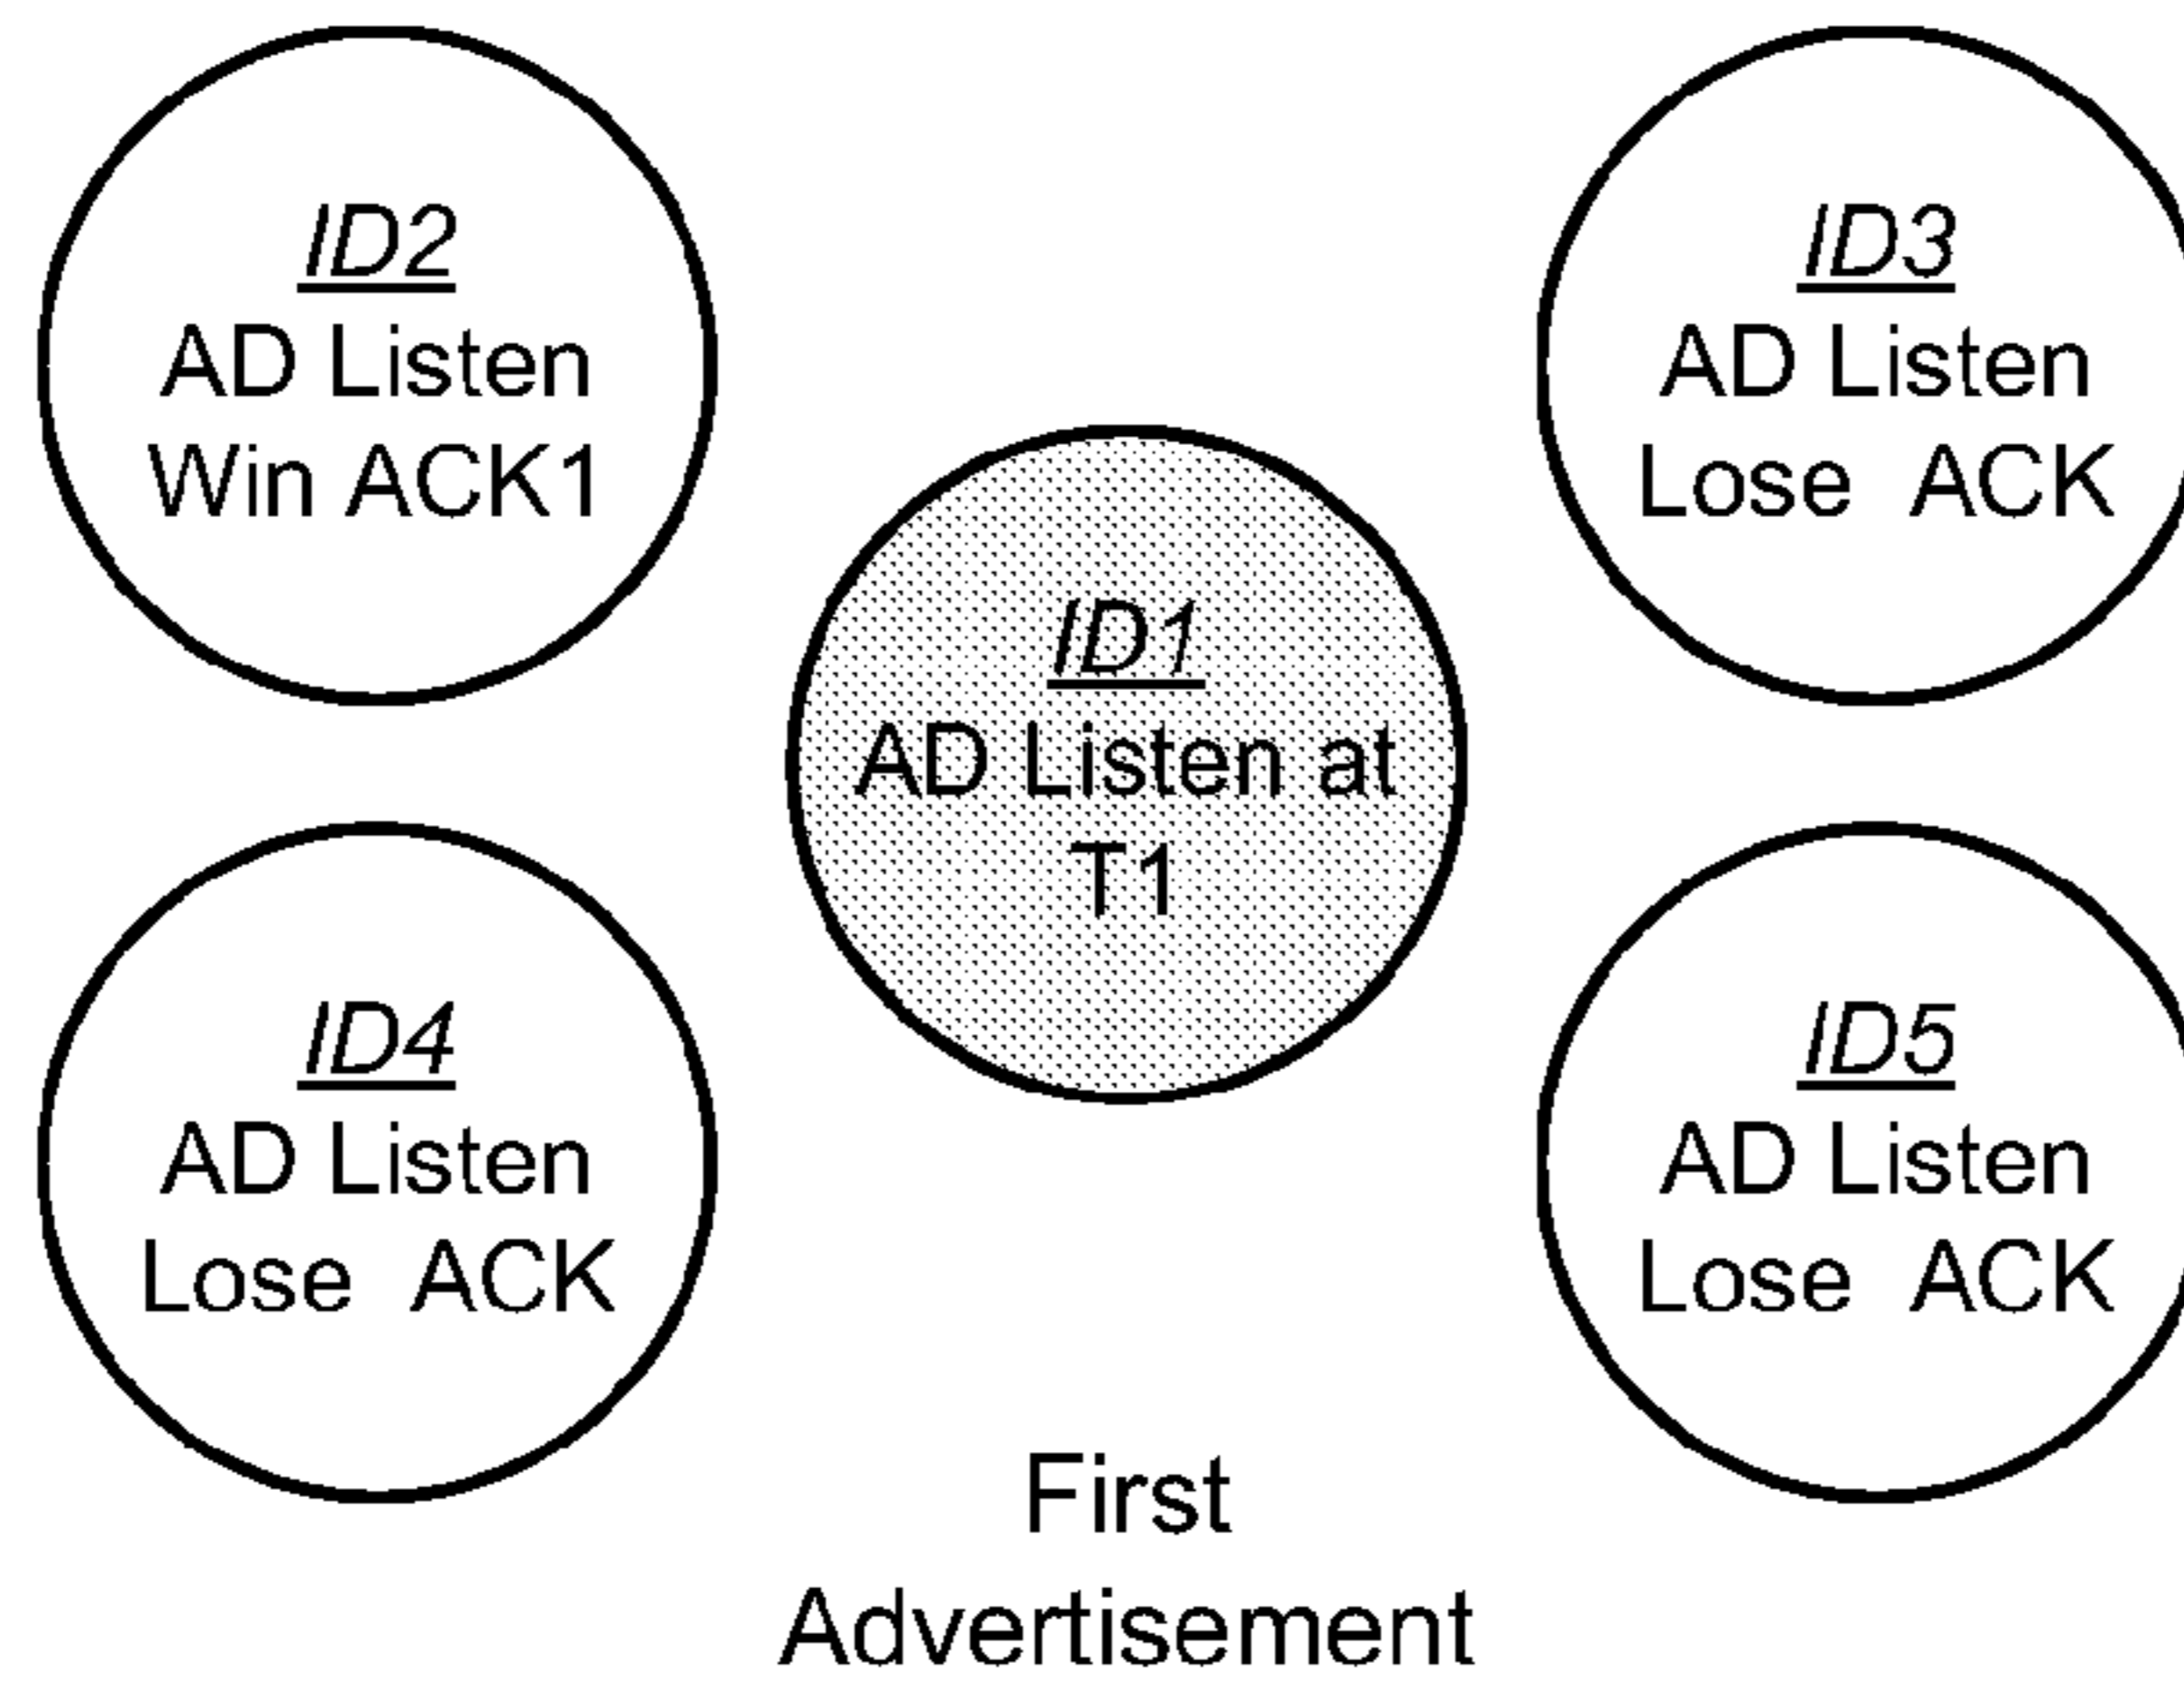 ID2
AD Listen
Win ACK1
ID3
AD Listen
Lose ACK
ID1
AD Listen at
T1
ID4
AD Listen
Lose ACK
ID5
AD Listen
Lose ACK
First
Advertisement